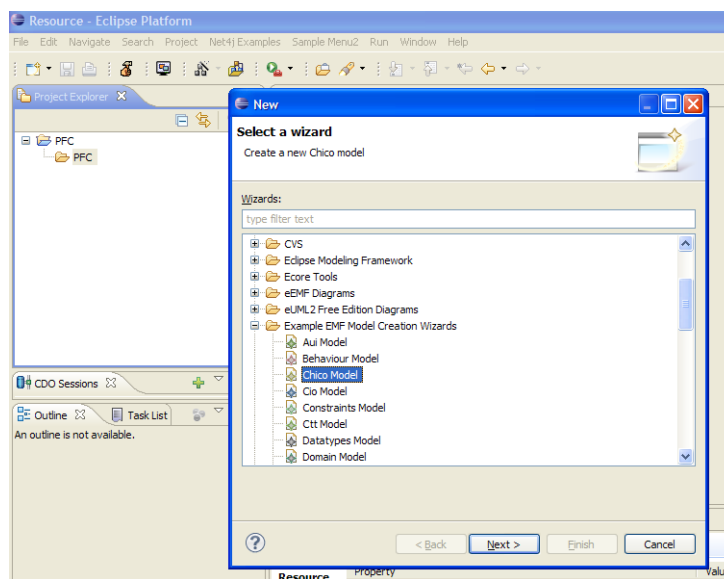 Resource - Eclipse Platform
File Edit Navigate Search Project Net4j Examples Sample Menu2 Run Window Help
Project Explorer
PFC
PFC
CDO Sessions
Outline Task List
An outline is not available.
New
Select a wizard
Create a new Chico model
Wizards:
type filter text
CVS
Eclipse Modeling Framework
Ecore Tools
eEMF Diagrams
eUML2 Free Edition Diagrams
Example EMF Model Creation Wizards
Aui Model
Behaviour Model
Chico Model
Cio Model
Constraints Model
Ctt Model
Datatypes Model
Domain Model
? < Back Next > Finish Cancel
Resource Property Valu